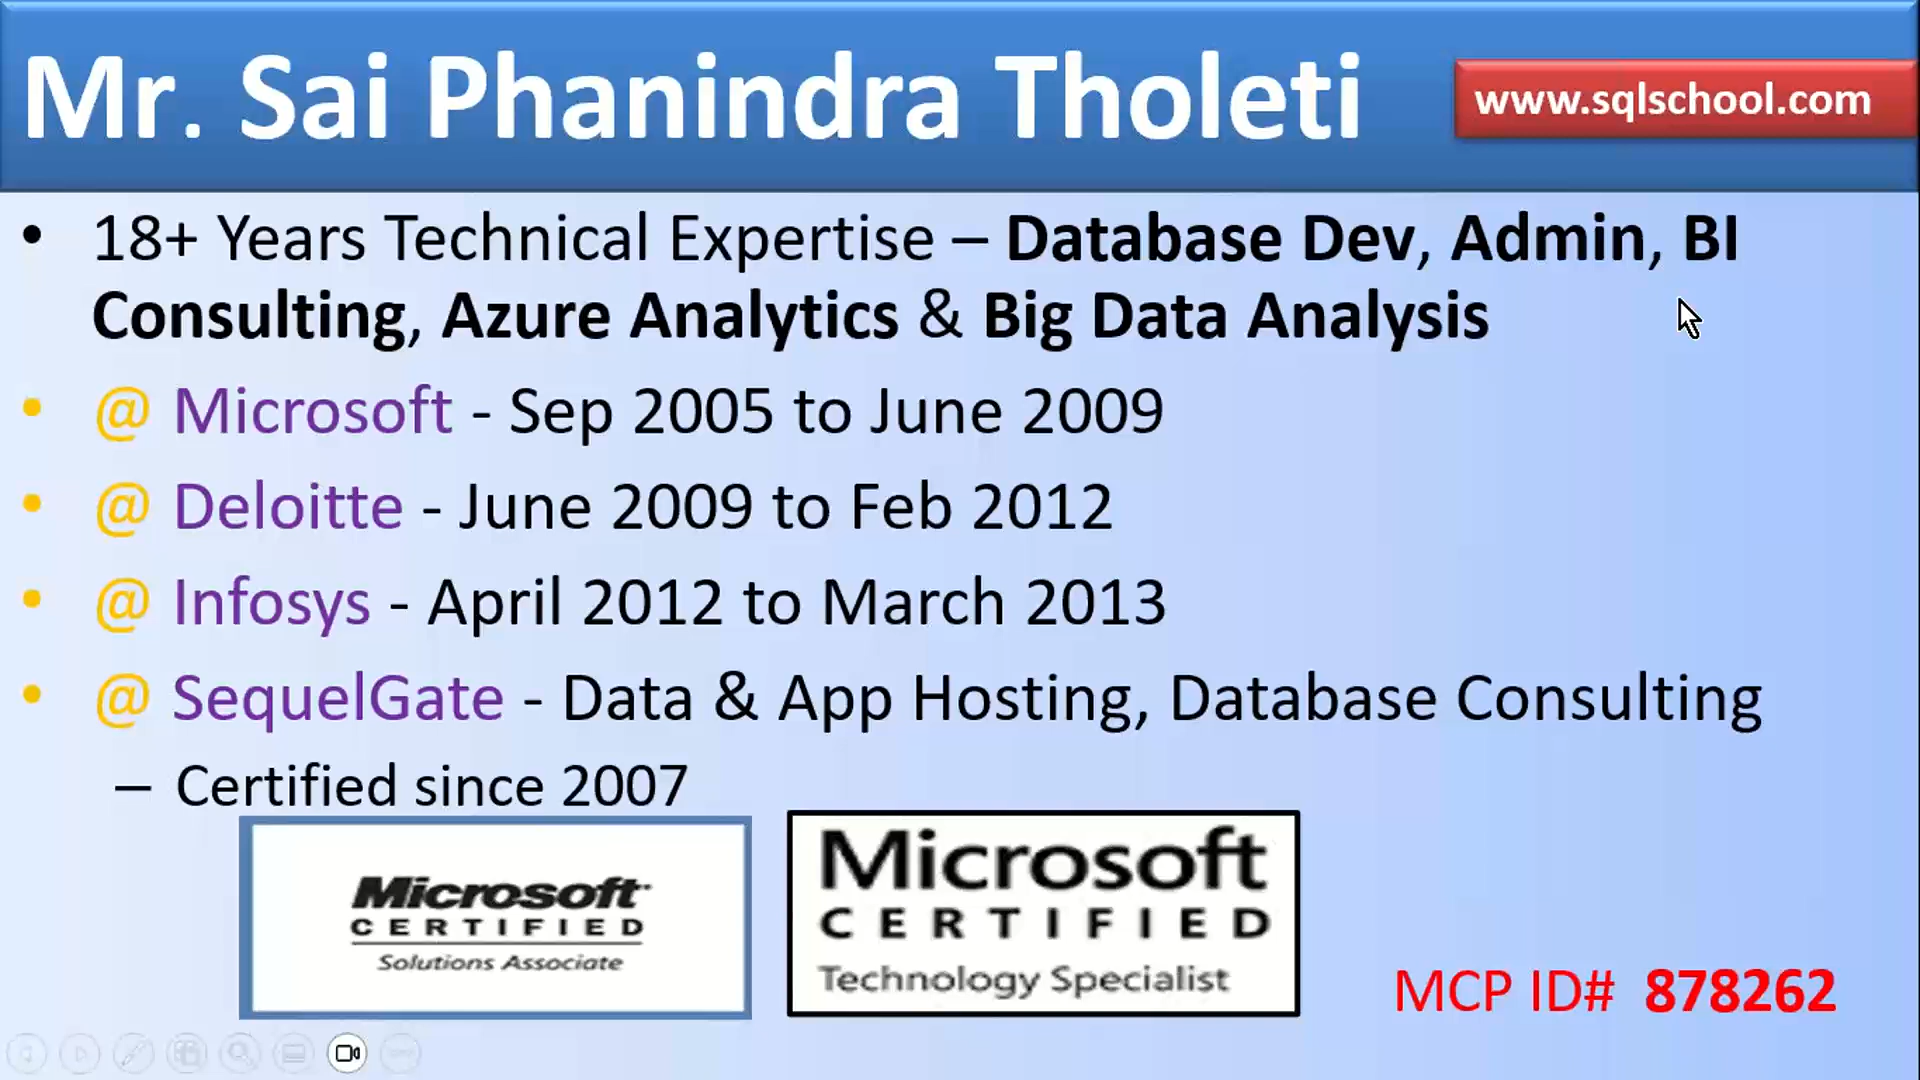 Mr. Sai Phanindra Tholeti
www.sqlschool.com
• 18+ Years Technical Expertise – Database Dev, Admin, BI
Consulting, Azure Analytics & Big Data Analysis
• @ Microsoft - Sep 2005 to June 2009
• @ Deloitte - June 2009 to Feb 2012
• @ Infosys - April 2012 to March 2013
• @ SequelGate - Data & App Hosting, Database Consulting
– Certified since 2007
Microsoft
CERTIFIED
Solutions Associate
Microsoft
CERTIFIED
Technology Specialist
MCP ID# 878262